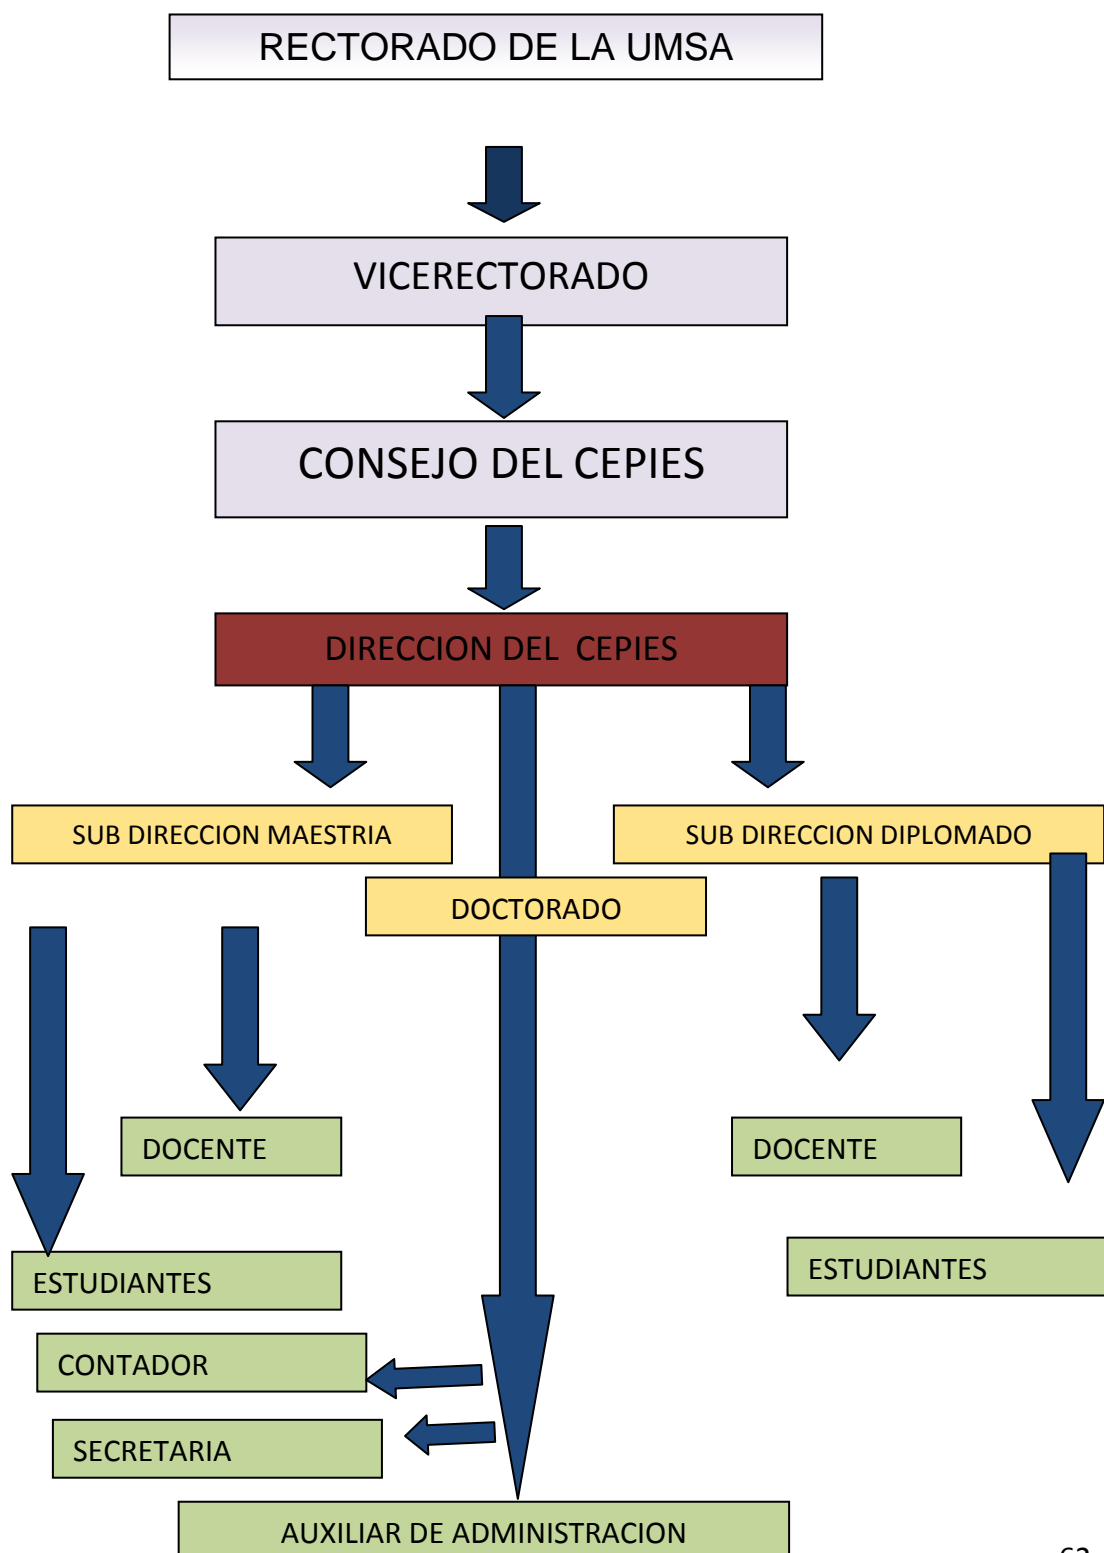 RECTORADO DE LA UMSA
VICERECTORADO
CONSEJO DEL CEPIES
DIRECCION DEL CEPIES
SUB DIRECCION MAESTRIA
SUB DIRECCION DIPLOMADO
DOCTORADO
DOCENTE
DOCENTE
ESTUDIANTES
ESTUDIANTES
CONTADOR
SECRETARIA
AUXILIAR DE ADMINISTRACION